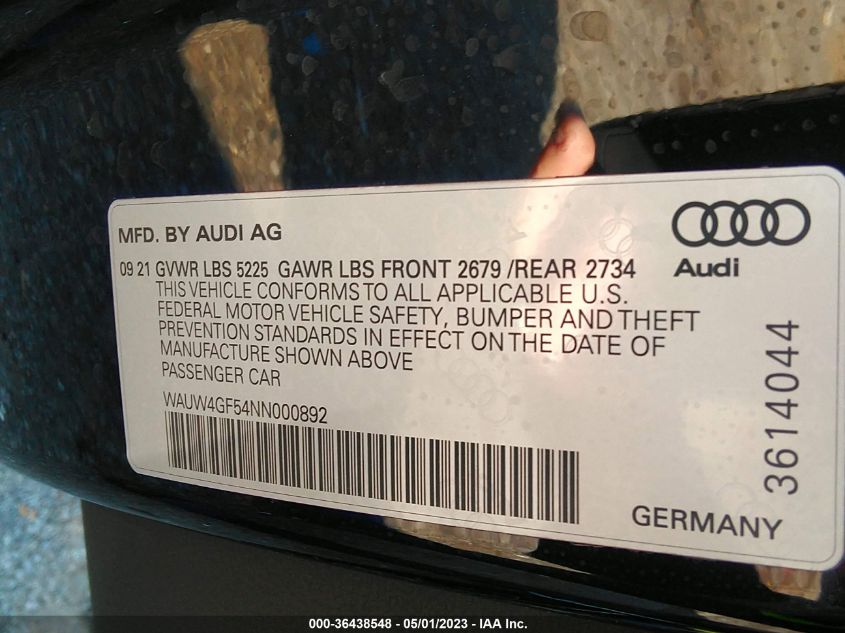 MFD. BY AUDI AG
09 21 GVWR LBS 5225 GAWR LBS FRONT 2679 /REAR 2734
THIS VEHICLE CONFORMS TO ALL APPLICABLE U.S.
FEDERAL MOTOR VEHICLE SAFETY, BUMPER AND THEFT
PREVENTION STANDARDS IN EFFECT ON THE DATE OF
MANUFACTURE SHOWN ABOVE
PASSENGER CAR
WAUW4GF54NN000892
Audi
3614044
GERMANY
000-36438548 - 05/01/2023 - IAA Inc.